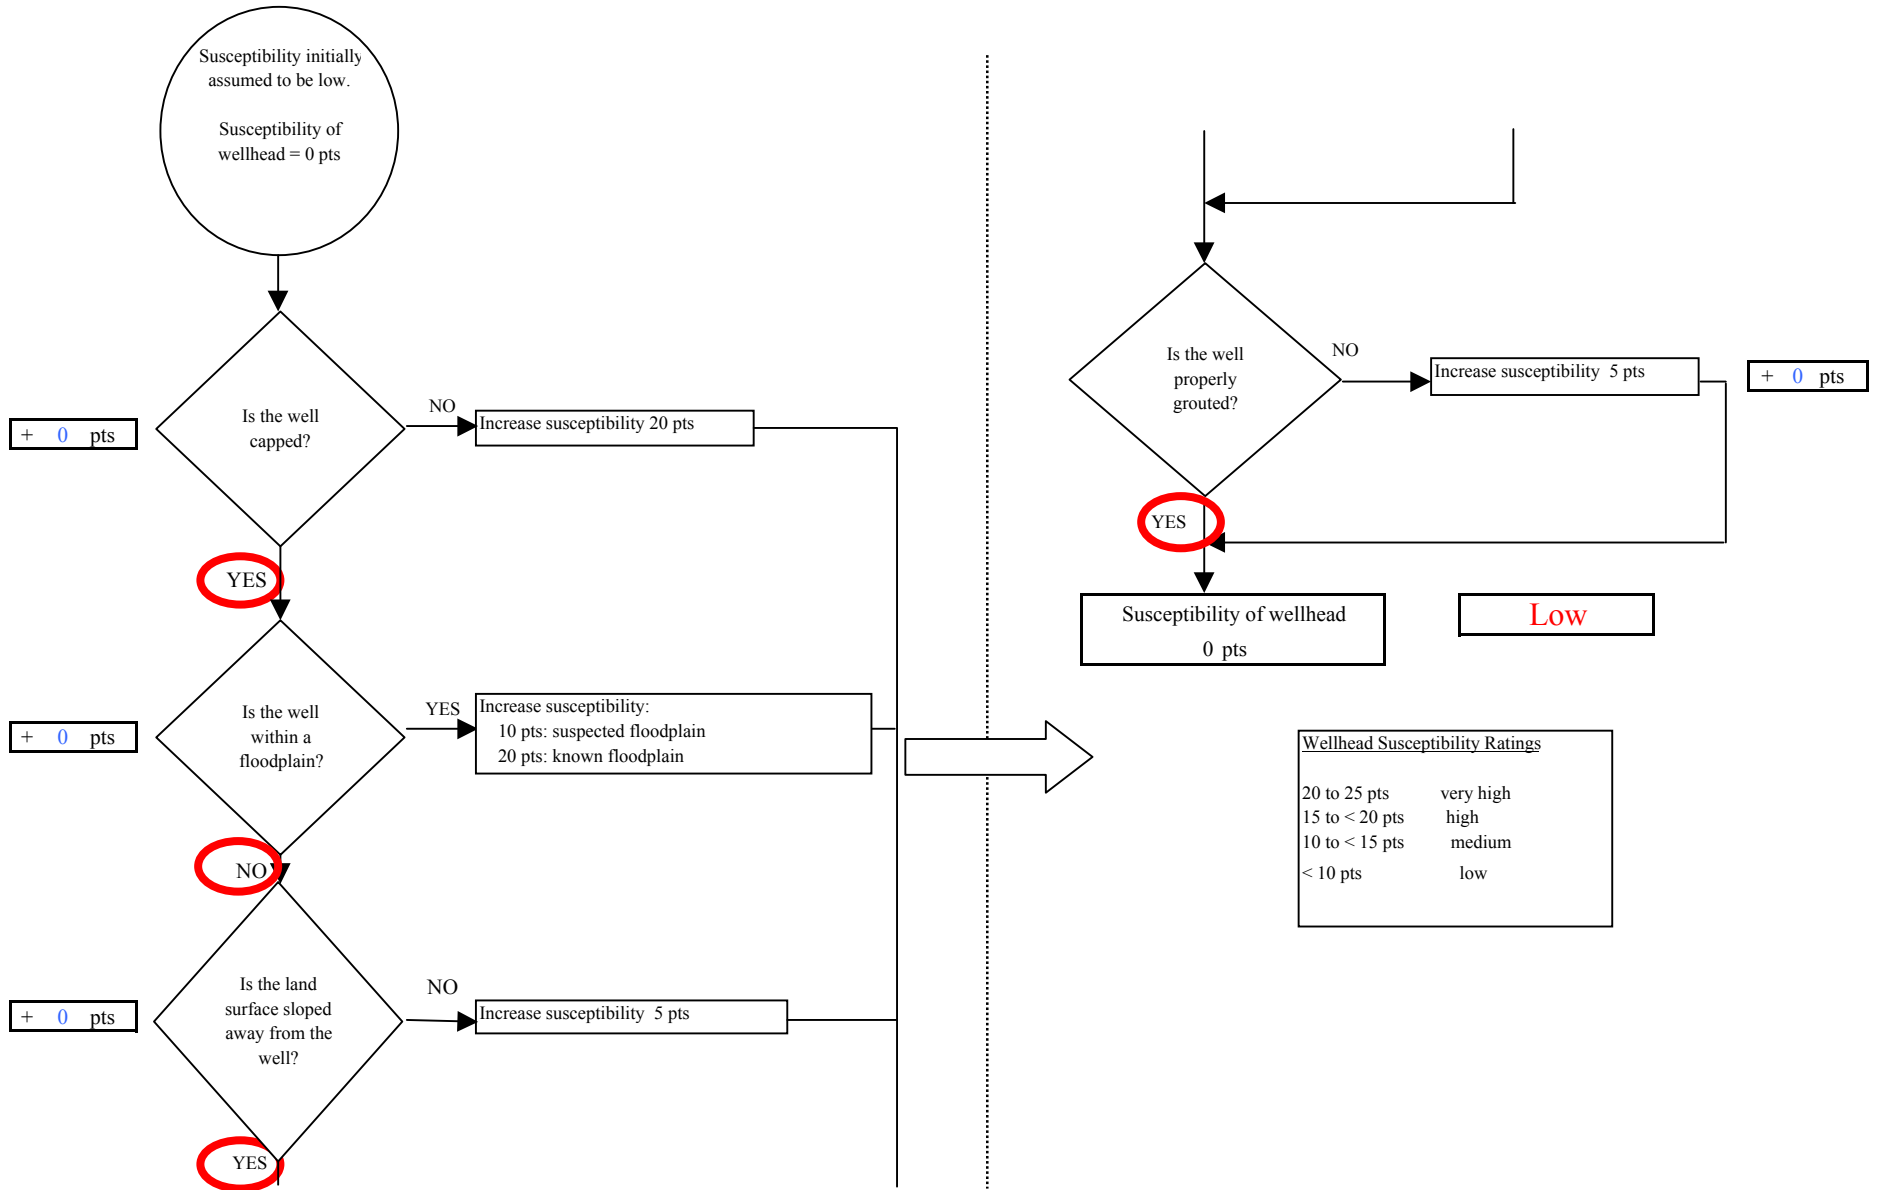 Susceptibility initially
assumed to be low.
Susceptibility of
wellhead = 0 pts
+ 0 pts
Is the well
capped?
NO
Increase susceptibility 20 pts
YES
+ 0 pts
Is the well
within a
floodplain?
YES
Increase susceptibility:
10 pts: suspected floodplain
20 pts: known floodplain
NO
+ 0 pts
Is the land
surface sloped
away from the
well?
NO
Increase susceptibility 5 pts
YES
Is the well
properly
grouted?
NO
Increase susceptibility 5 pts
+ 0 pts
YES
Susceptibility of wellhead
0 pts
Low
Wellhead Susceptibility Ratings
20 to 25 pts very high
15 to < 20 pts high
10 to < 15 pts medium
< 10 pts low